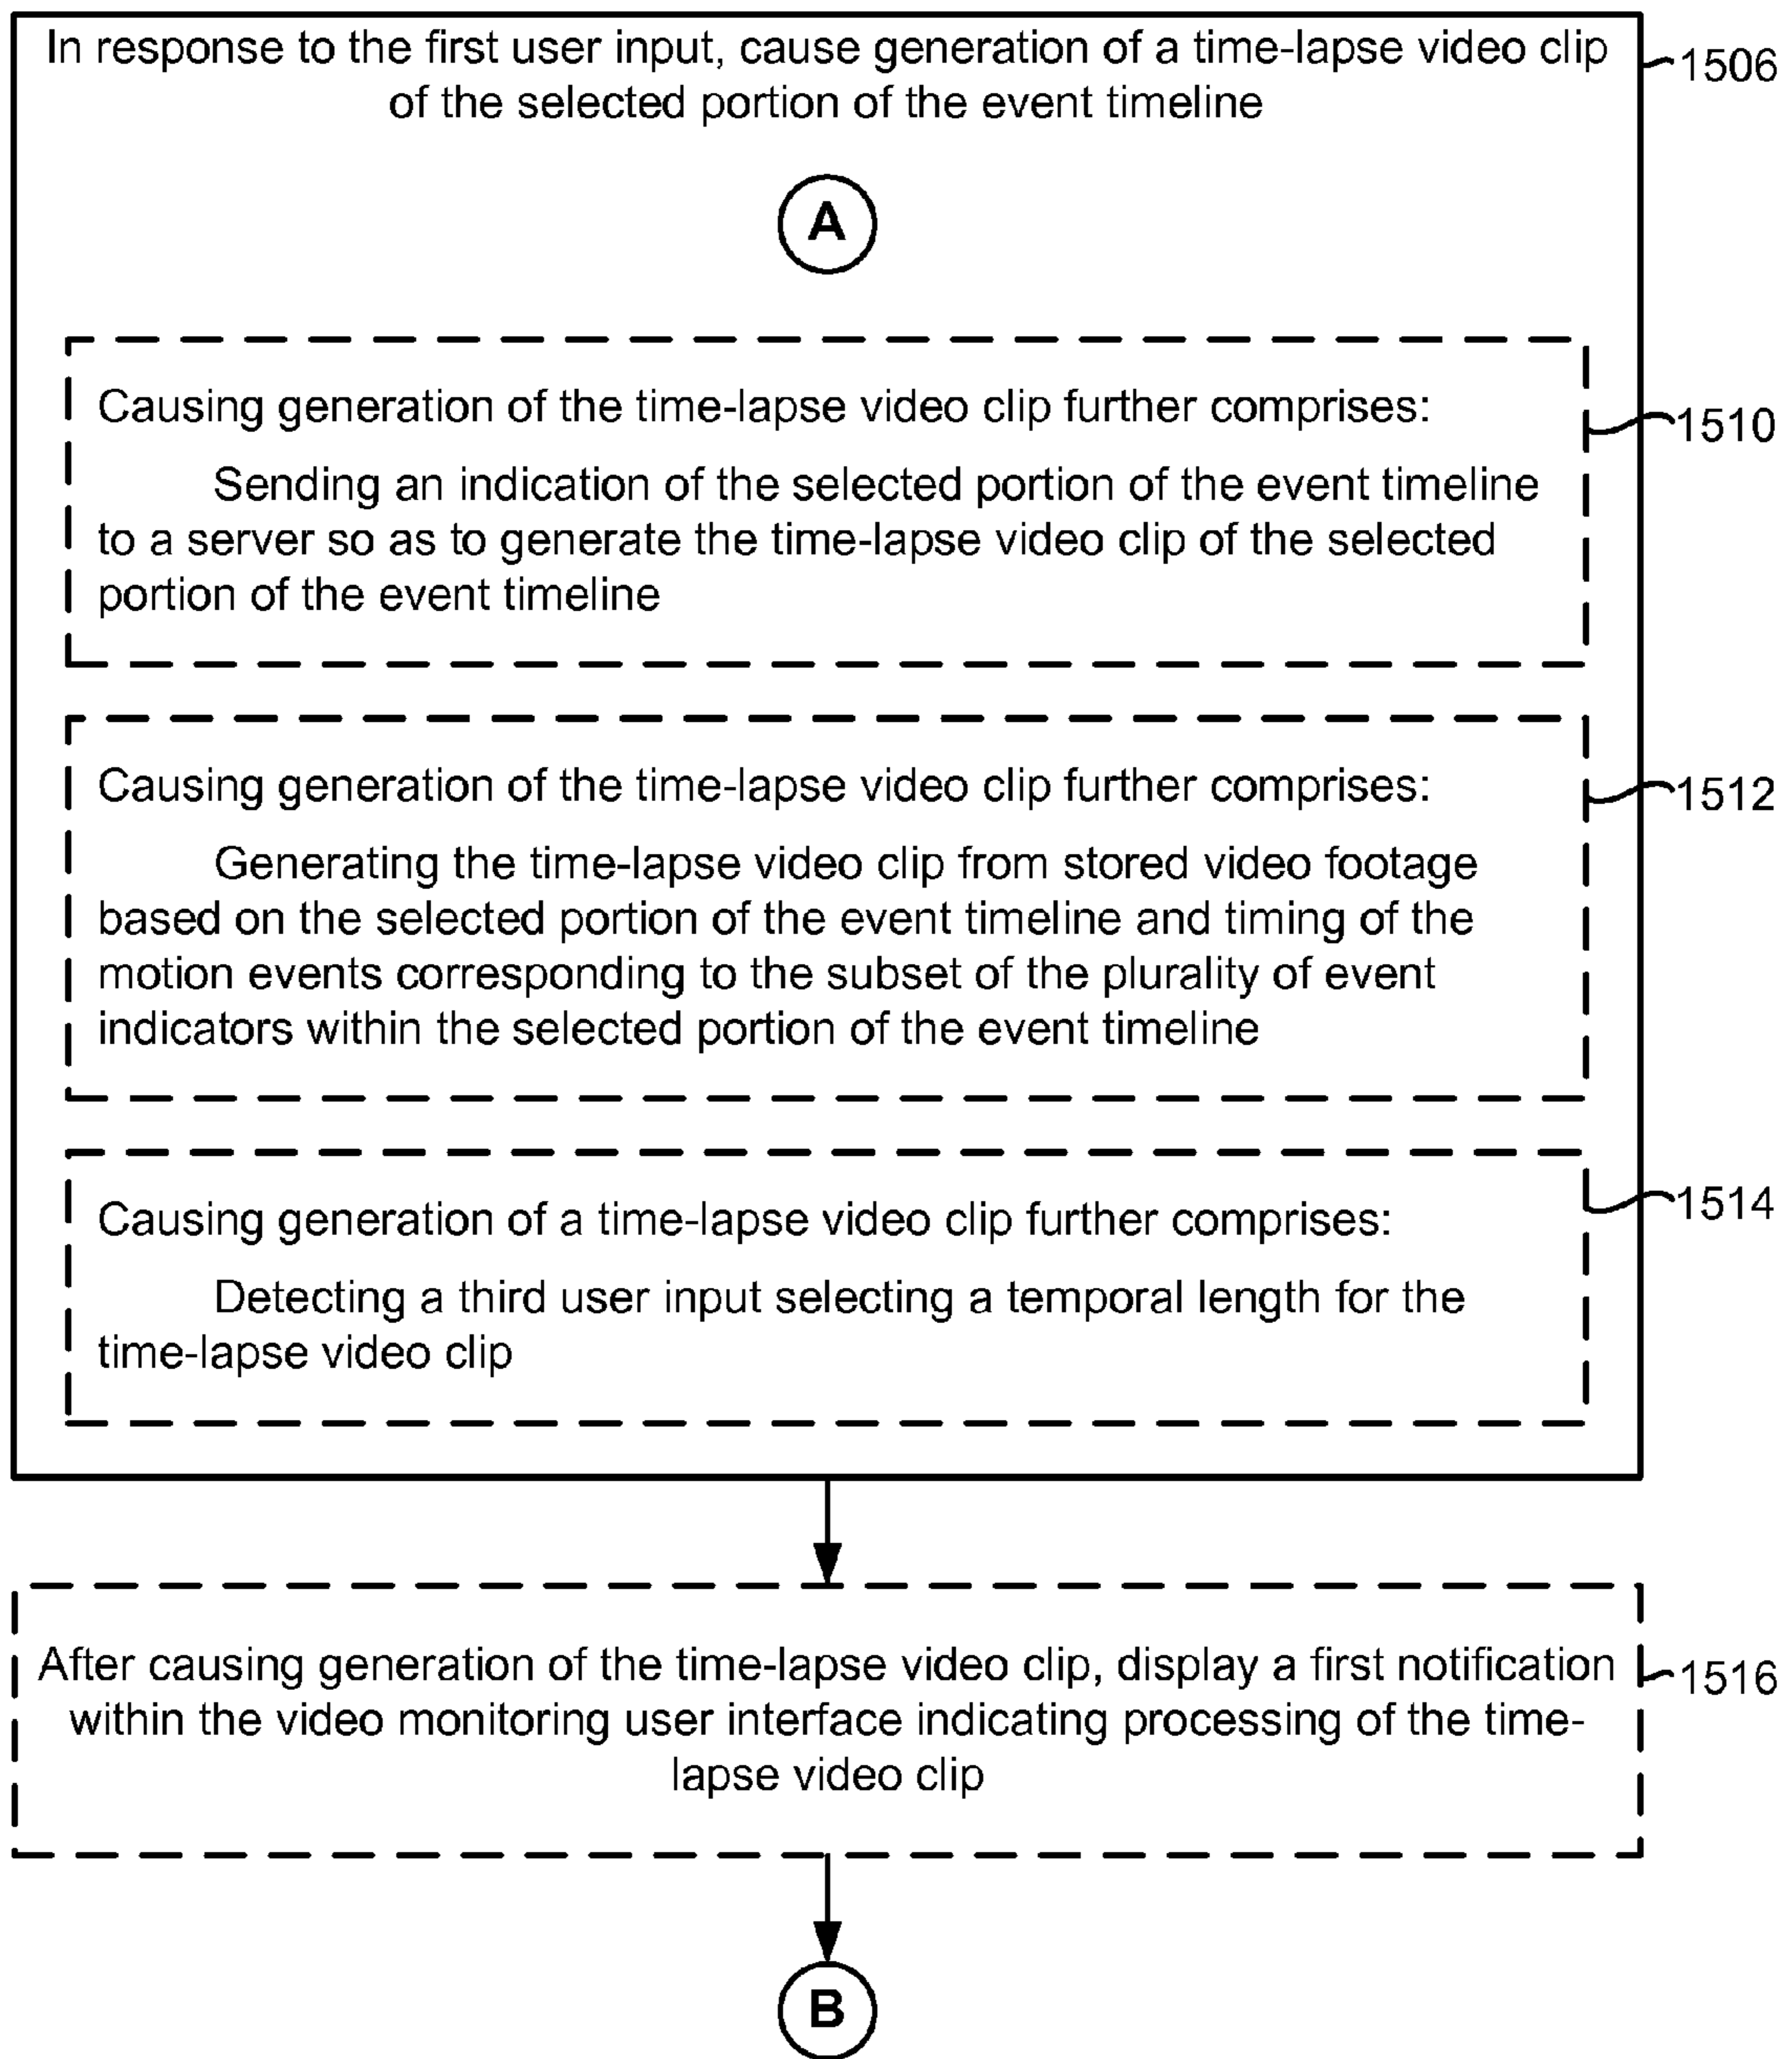 In response to the first user input, cause generation of a time-lapse video clip
of the selected portion of the event timeline
1506
A
Causing generation of the time-lapse video clip further comprises:
1510
Sending an indication of the selected portion of the event timeline
to a server so as to generate the time-lapse video clip of the selected
portion of the event timeline
Causing generation of the time-lapse video clip further comprises:
1512
Generating the time-lapse video clip from stored video footage
based on the selected portion of the event timeline and timing of the
motion events corresponding to the subset of the plurality of event
indicators within the selected portion of the event timeline
Causing generation of a time-lapse video clip further comprises:
1514
Detecting a third user input selecting a temporal length for the
time-lapse video clip
After causing generation of the time-lapse video clip, display a first notification
1516
within the video monitoring user interface indicating processing of the time-
lapse video clip
B